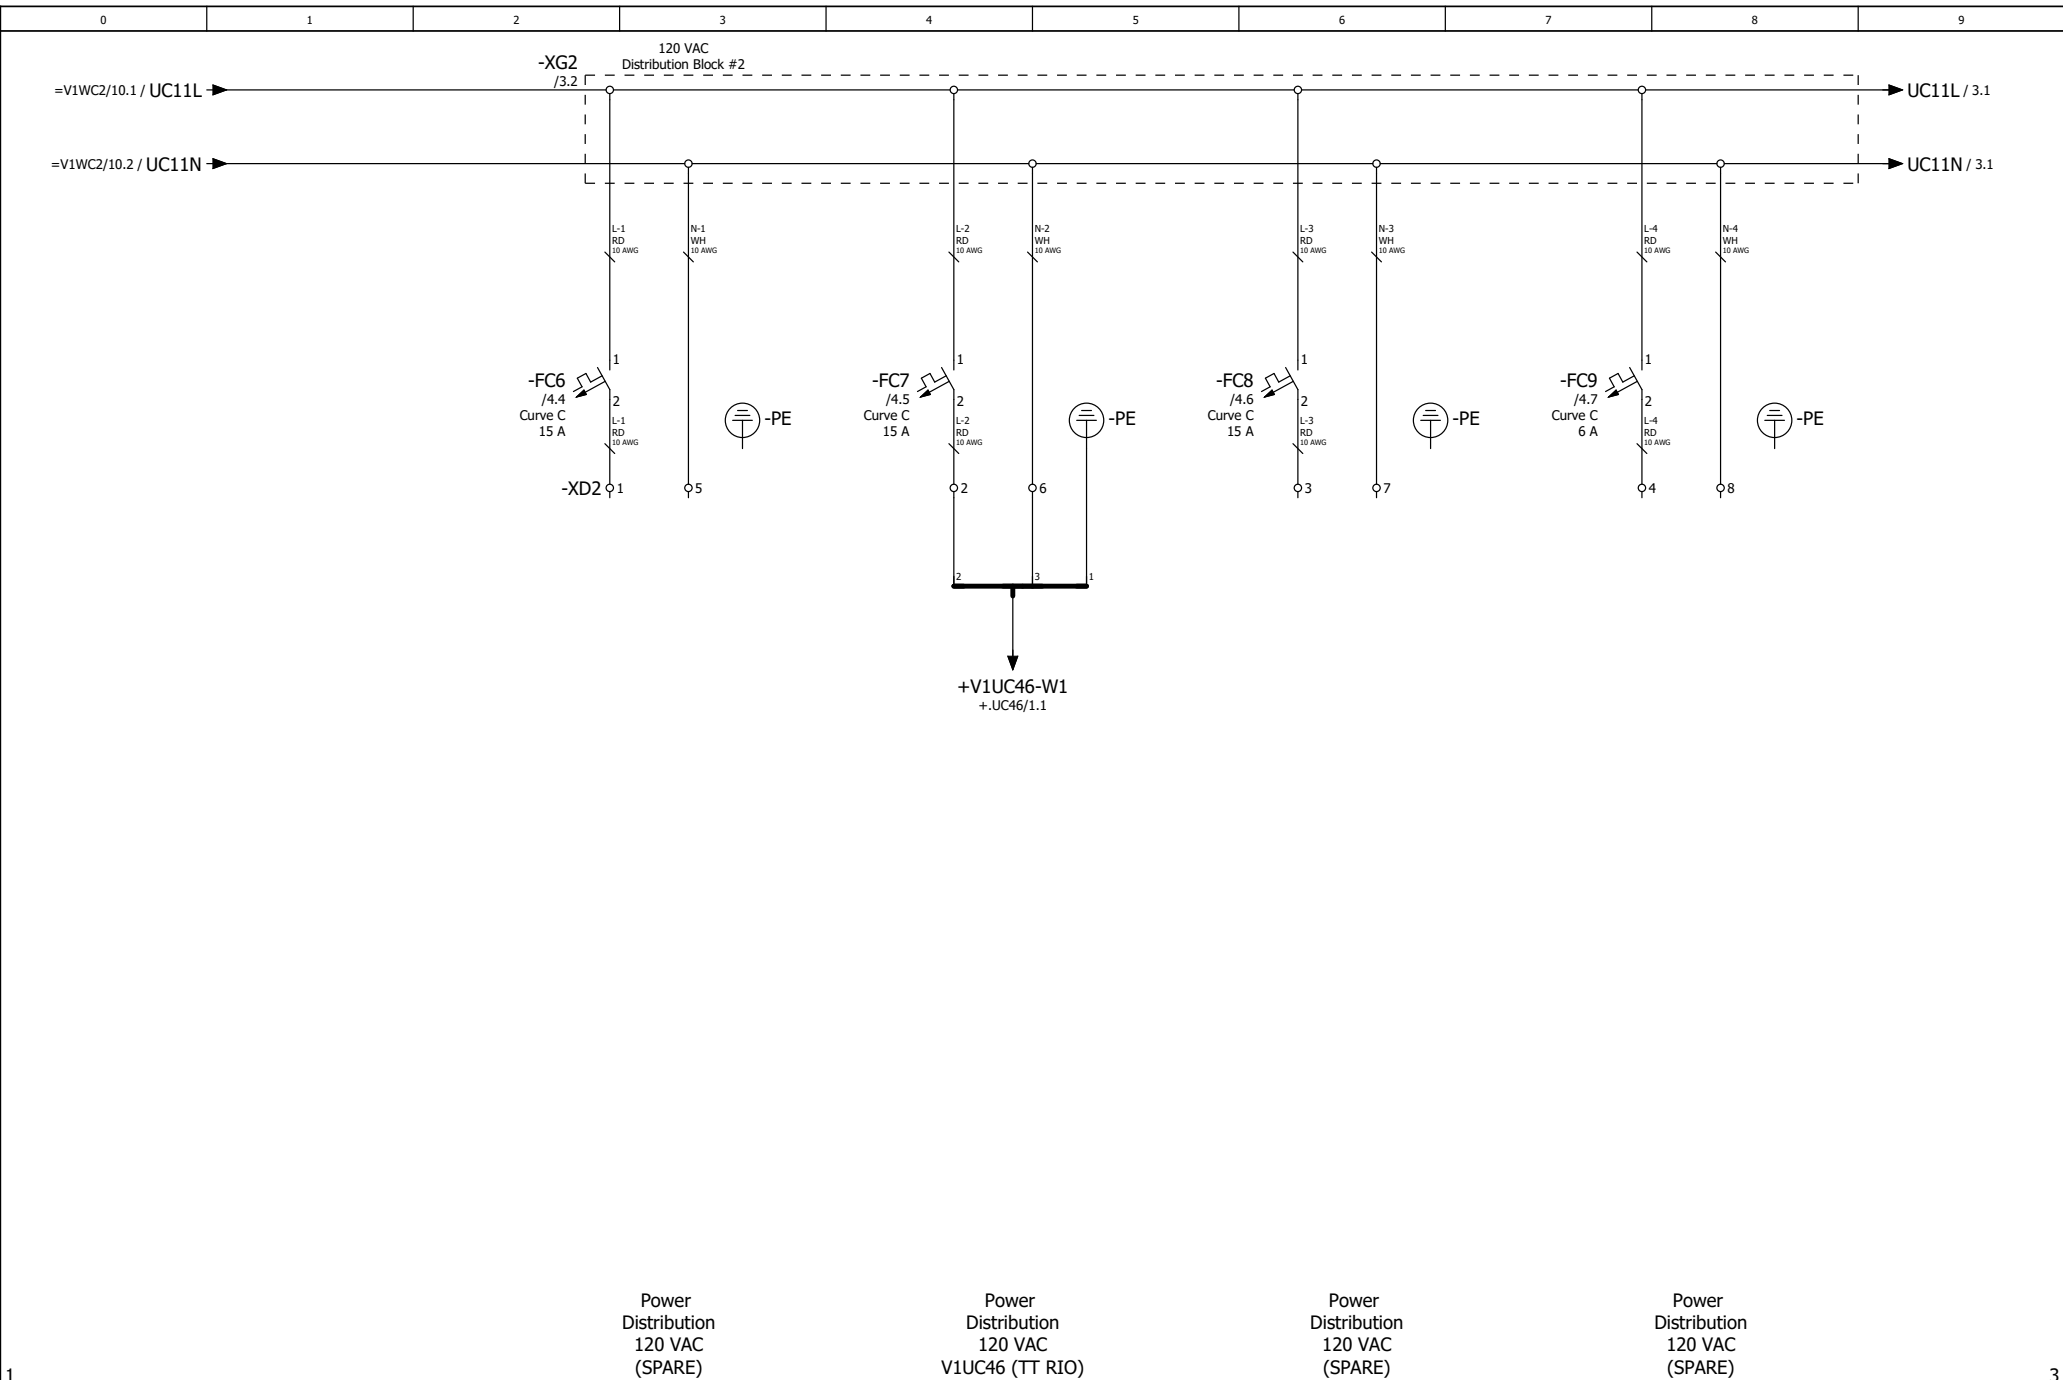 0 1 2 3 4 5 6 7 8 9
120 VAC
Distribution Block #2
-XG2
/3.2
=V1WC2/10.1 / UC11L
UC11L / 3.1
=V1WC2/10.2 / UC11N
UC11N / 3.1
L-1
RD
10 AWG
N-1
WH
10 AWG
L-2
RD
10 AWG
N-2
WH
10 AWG
L-3
RD
10 AWG
N-3
WH
10 AWG
L-4
RD
10 AWG
N-4
WH
10 AWG
1
-FC6
/4.4
Curve C
15 A
2
L-1
RD
10 AWG
-PE
1
-FC7
/4.5
Curve C
15 A
2
L-2
RD
10 AWG
-PE
1
-FC8
/4.6
Curve C
15 A
2
L-3
RD
10 AWG
-PE
1
-FC9
/4.7
Curve C
6 A
2
L-4
RD
10 AWG
-PE
-XD2 1 5 2 6 3 7 4 8
2 3 1
+V1UC46-W1
+.UC46/1.1
Power
Distribution
120 VAC
(SPARE)
Power
Distribution
120 VAC
V1UC46 (TT RIO)
Power
Distribution
120 VAC
(SPARE)
Power
Distribution
120 VAC
(SPARE)
1
3